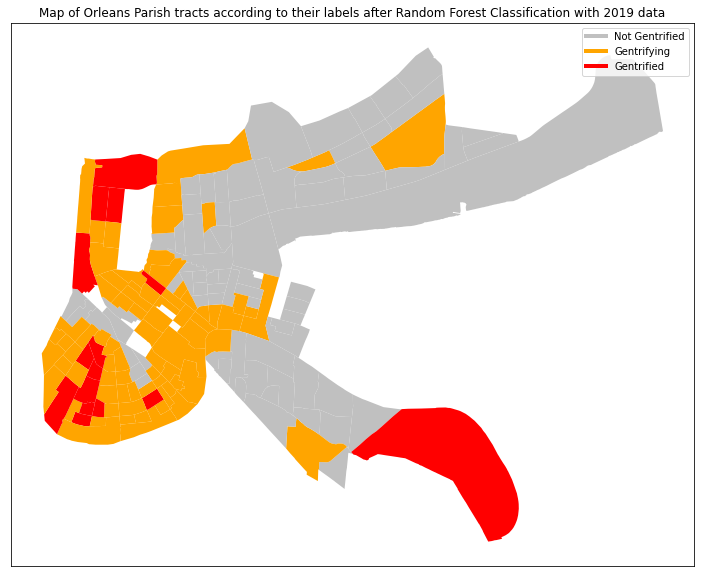 Map of Orleans Parish tracts according to their labels after Random Forest Classification with 2019 data
Not Gentrified
Gentrifying
Gentrified